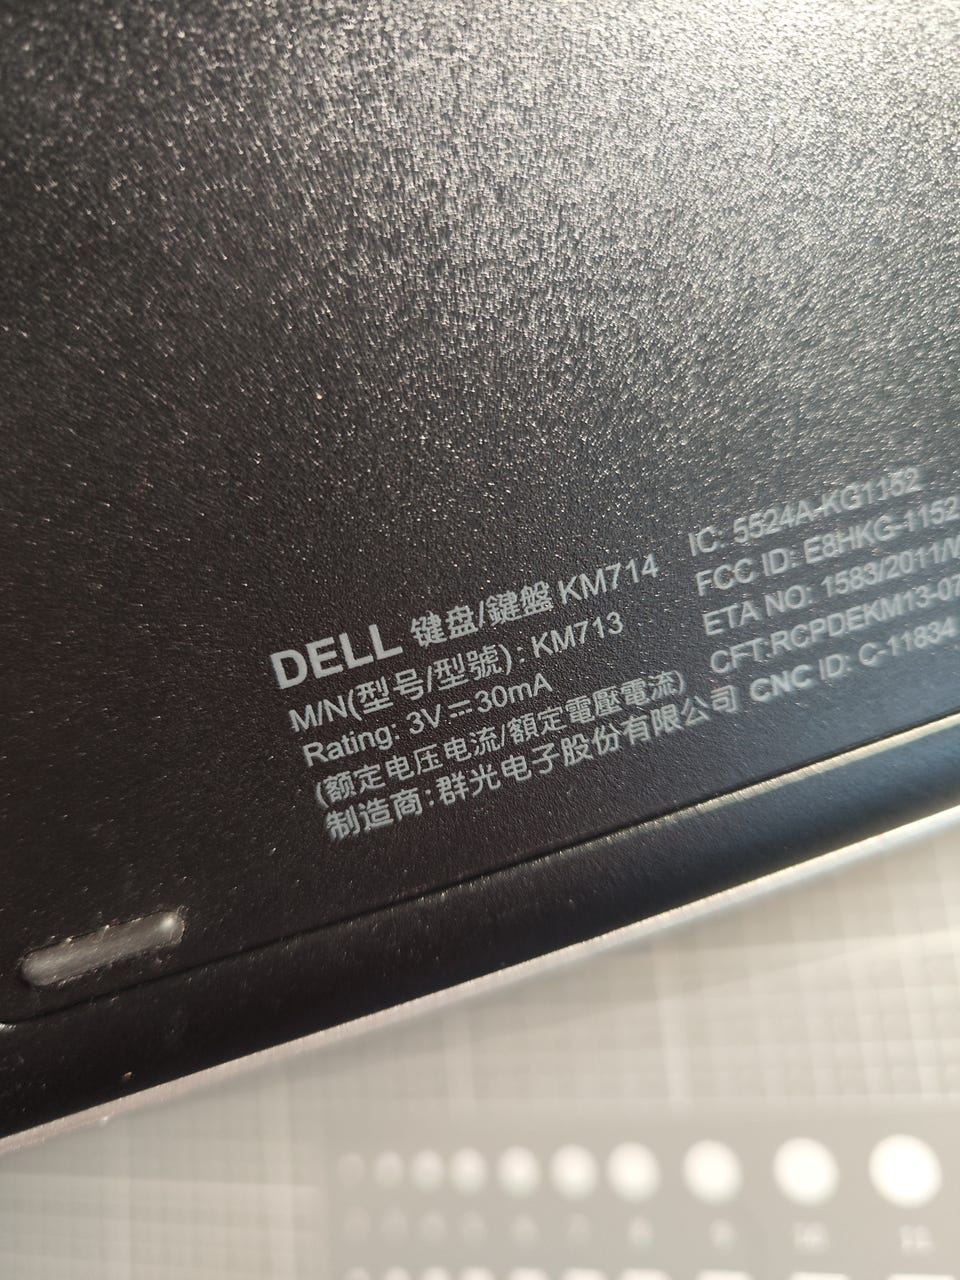 DELL 键盘/鍵盤 KM714
M/N(型号/型號): KM713
Rating: 3V⎓30mA
(额定电压电流/額定電壓電流)
制造商:群光电子股份有限公司
IC: 5524A-KG1152
FCC ID: E8HKG-1152
ETA NO: 1583/2011/
CFT:RCPDEKM13-07
CNC ID: C-11834